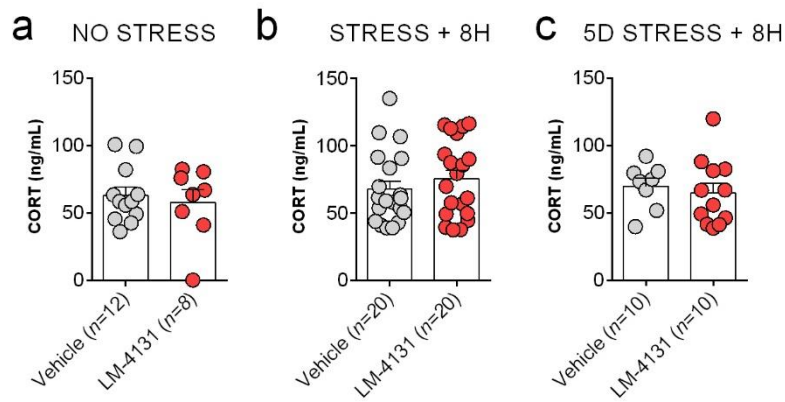 a NO STRESS
b STRESS + 8H
c 5D STRESS + 8H
CORT (ng/mL)
150
100
50
0
Vehicle (n=12)
LM-4131 (n=8)
CORT (ng/mL)
150
100
50
0
Vehicle (n=20)
LM-4131 (n=20)
CORT (ng/mL)
150
100
50
0
Vehicle (n=10)
LM-4131 (n=10)